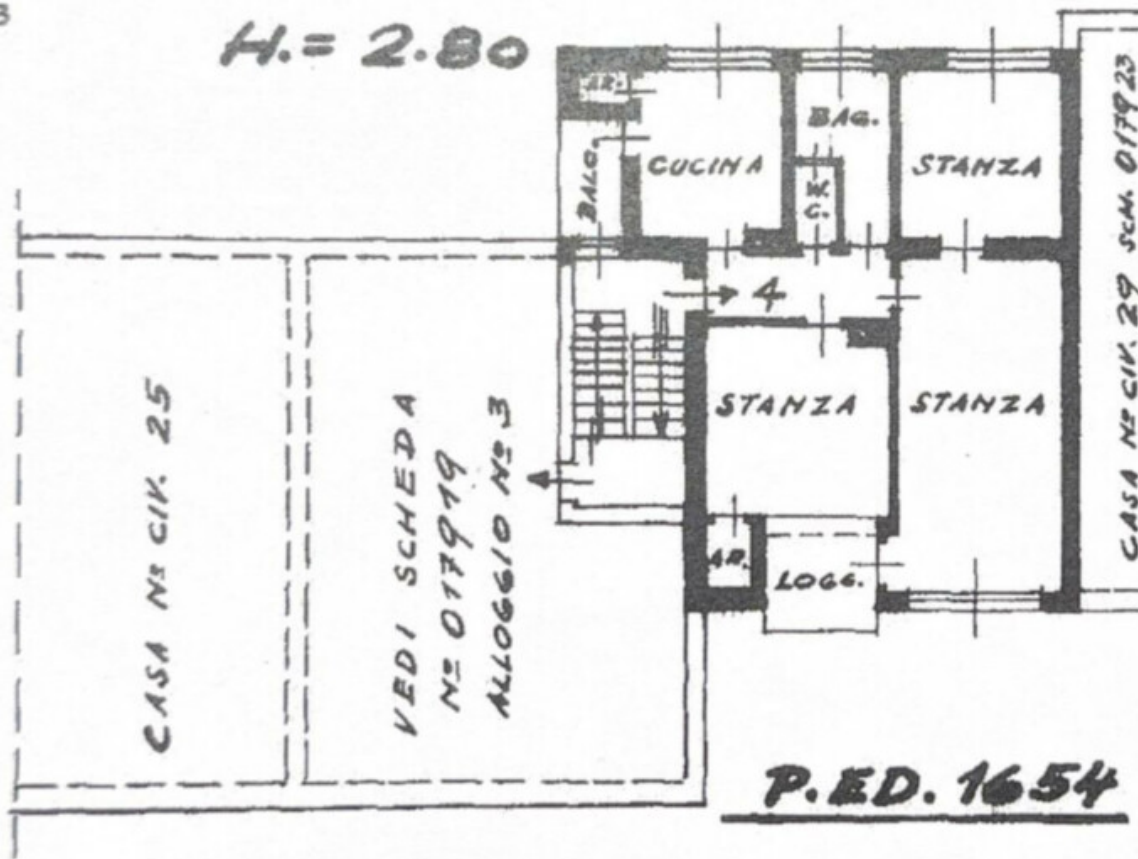 3
H. = 2.80
AR.
BALC.
CUCINA
BAG.
W.
C.
STANZA
4
STANZA
STANZA
AR.
LOGG.
CASA Nº CIV. 25
VEDI SCHEDA
Nº 017919
ALLOGGIO Nº 3
CASA Nº CIV. 29 SCH. 017923
P.ED. 1654